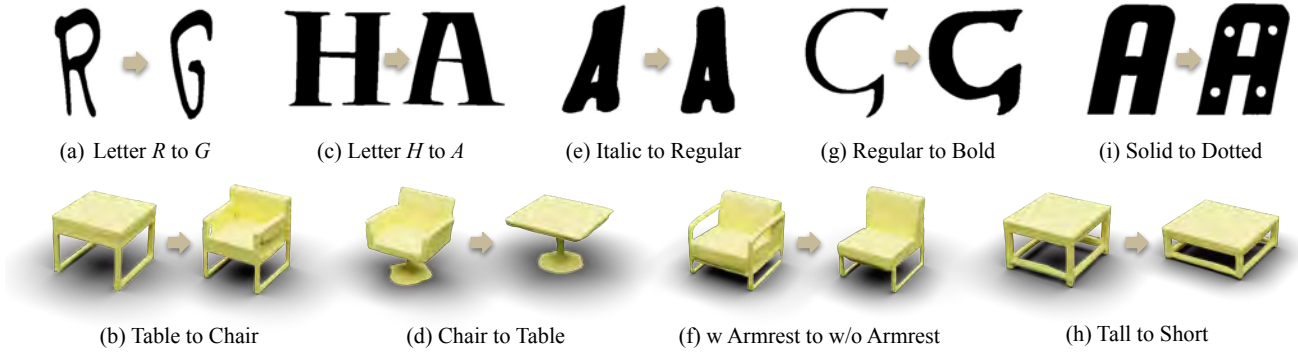 R G H A A A G G A A
(a) Letter R to G (c) Letter H to A (e) Italic to Regular (g) Regular to Bold (i) Solid to Dotted
(b) Table to Chair (d) Chair to Table (f) w Armrest to w/o Armrest (h) Tall to Short